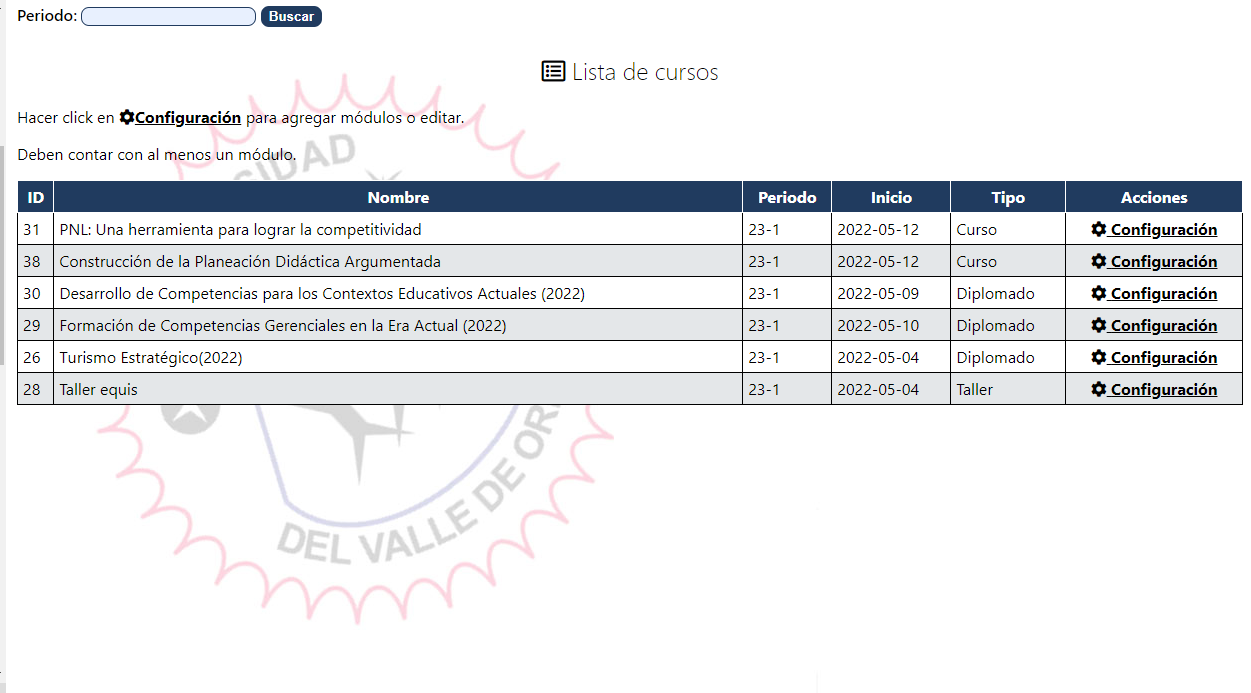 Periodo: Buscar
Lista de cursos
Hacer click en Configuración para agregar módulos o editar.
Deben contar con al menos un módulo.
SIDAD
ID Nombre Periodo Inicio Tipo Acciones
31 PNL: Una herramienta para lograr la competitividad 23-1 2022-05-12 Curso Configuración
38 Construcción de la Planeación Didáctica Argumentada 23-1 2022-05-12 Curso Configuración
30 Desarrollo de Competencias para los Contextos Educativos Actuales (2022) 23-1 2022-05-09 Diplomado Configuración
29 Formación de Competencias Gerenciales en la Era Actual (2022) 23-1 2022-05-10 Diplomado Configuración
26 Turismo Estratégico(2022) 23-1 2022-05-04 Diplomado Configuración
28 Taller equis 23-1 2022-05-04 Taller Configuración
DEL VALLE DE OR